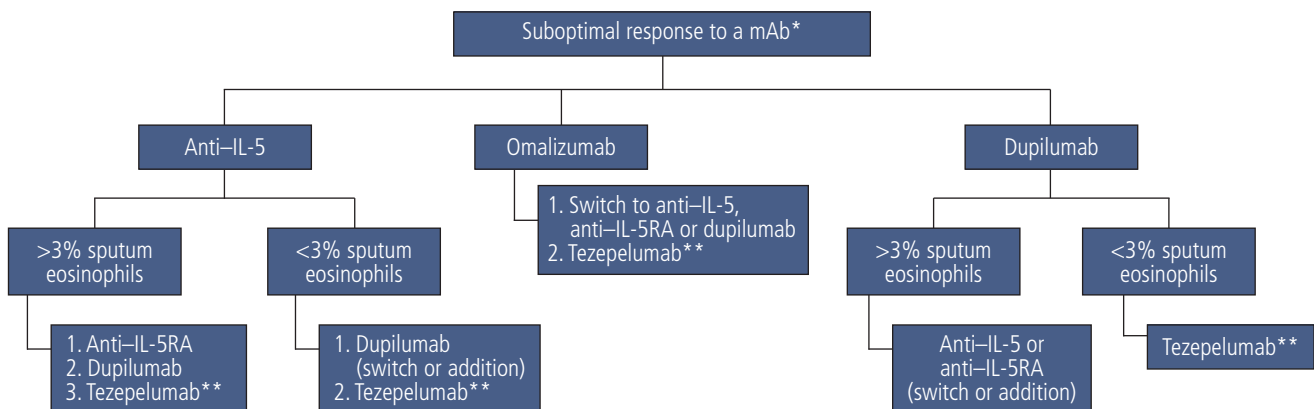 Suboptimal response to a mAb*
Anti–IL-5
Omalizumab
Dupilumab
1. Switch to anti–IL-5,
anti–IL-5RA or dupilumab
2. Tezepelumab**
>3% sputum
eosinophils
<3% sputum
eosinophils
>3% sputum
eosinophils
<3% sputum
eosinophils
1. Anti–IL-5RA
2. Dupilumab
3. Tezepelumab**
1. Dupilumab
(switch or addition)
2. Tezepelumab**
Anti–IL-5 or
anti–IL-5RA
(switch or addition)
Tezepelumab**